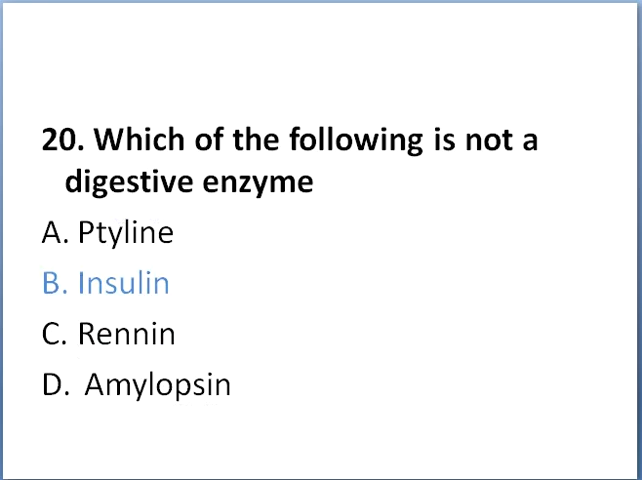 20. Which of the following is not a
digestive enzyme
A. Ptyline
B. Insulin
C. Rennin
D. Amylopsin